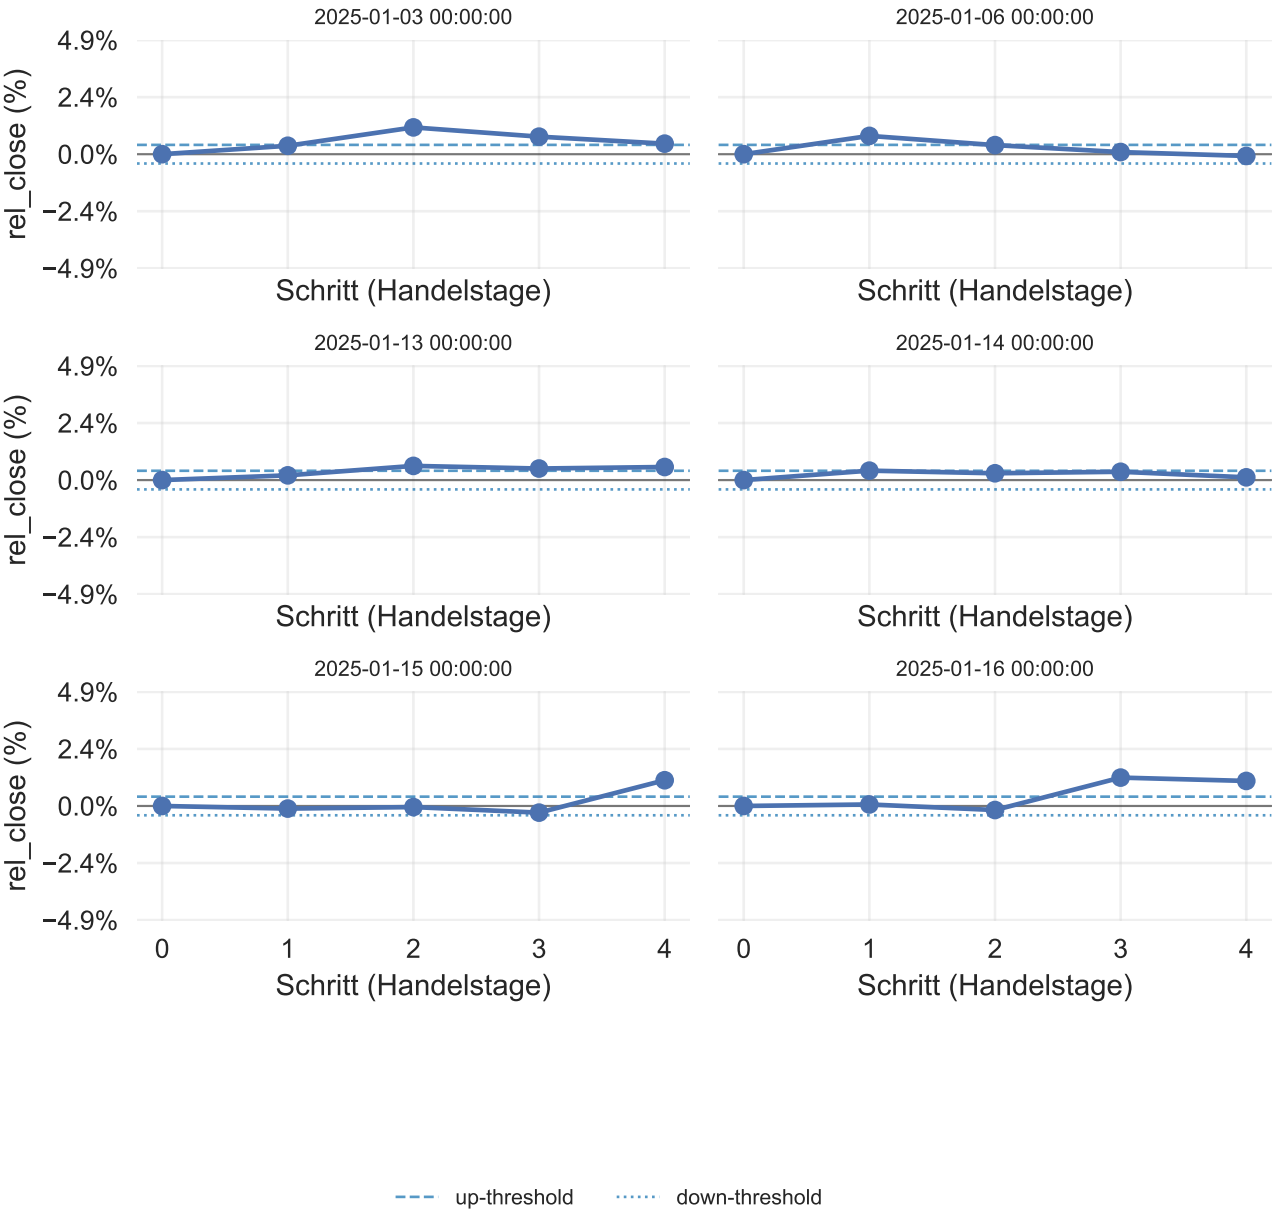 2025-01-03 00:00:00
2025-01-06 00:00:00
4.9%
2.4%
0.0%
−2.4%
−4.9%
rel_close (%)
Schritt (Handelstage)
Schritt (Handelstage)
2025-01-13 00:00:00
2025-01-14 00:00:00
4.9%
2.4%
0.0%
−2.4%
−4.9%
rel_close (%)
Schritt (Handelstage)
Schritt (Handelstage)
2025-01-15 00:00:00
2025-01-16 00:00:00
4.9%
2.4%
0.0%
−2.4%
−4.9%
rel_close (%)
0 1 2 3 4
0 1 2 3 4
Schritt (Handelstage)
Schritt (Handelstage)
up-threshold
down-threshold